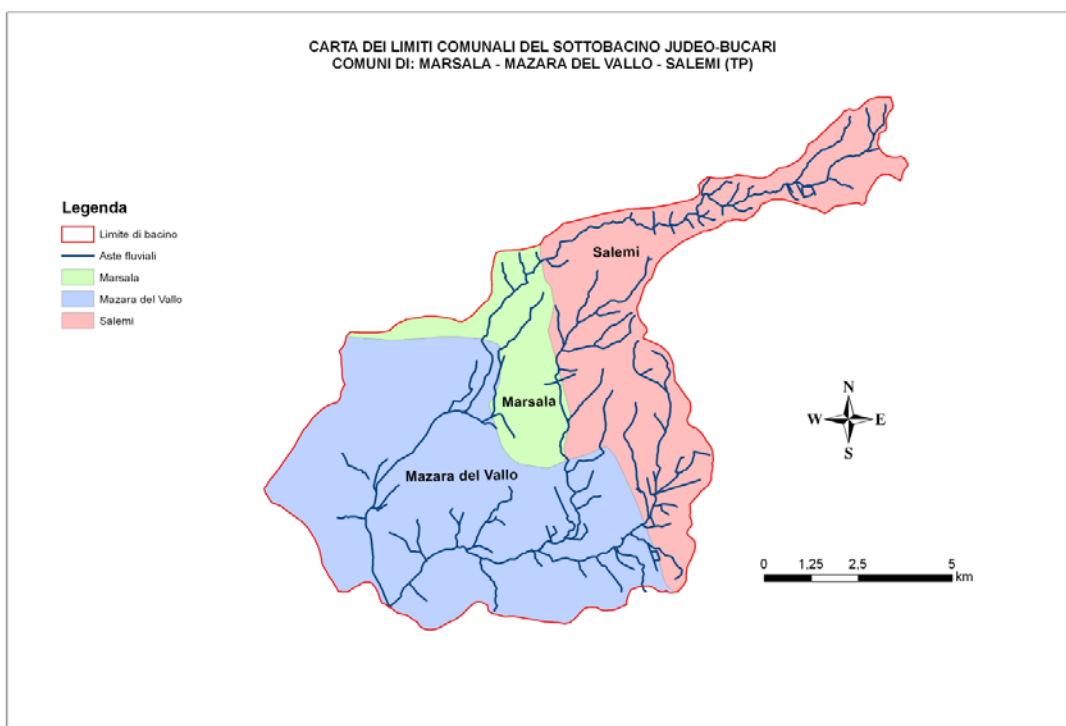 CARTA DEI LIMITI COMUNALI DEL SOTTOBACINO JUDEO-BUCARI
COMUNI DI: MARSALA - MAZARA DEL VALLO - SALEMI (TP)
Legenda
Limite di bacino
Aste fluviali
Marsala
Mazara del Vallo
Salemi
Salemi
Marsala
Mazara del Vallo
N
W E
S
0 1,25 2,5 5
km